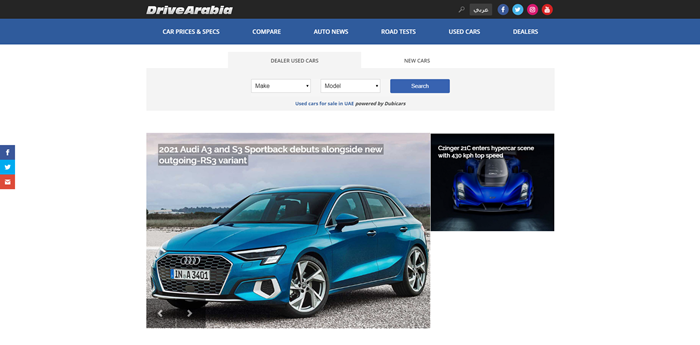 DriveArabia
عربي
CAR PRICES & SPECS
COMPARE
AUTO NEWS
ROAD TESTS
USED CARS
DEALERS
DEALER USED CARS
NEW CARS
Make
Model
Search
Used cars for sale in UAE powered by Dubicars
2021 Audi A3 and S3 Sportback debuts alongside new
outgoing-RS3 variant
Czinger 21C enters hypercar scene
with 430 kph top speed
IN A 3401